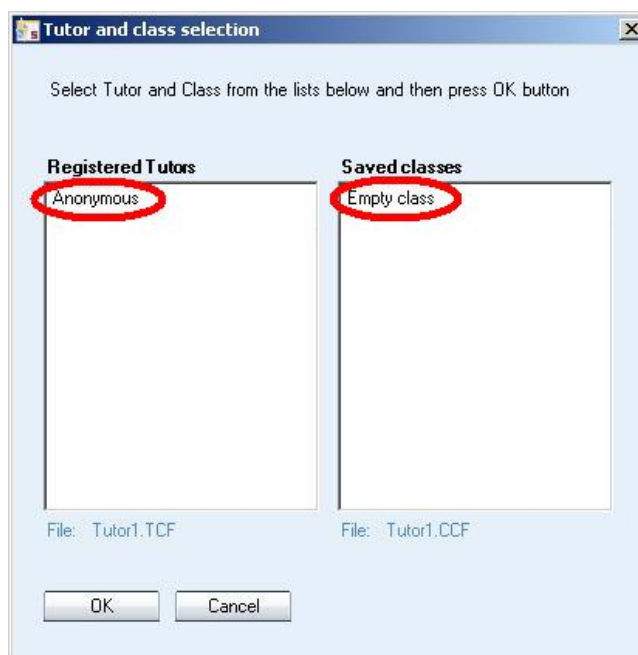 Tutor and class selection
Select Tutor and Class from the lists below and then press OK button
Registered Tutors
Anonymous
File: Tutor1.TCF
Saved classes
Empty class
File: Tutor1.CCF
OK Cancel